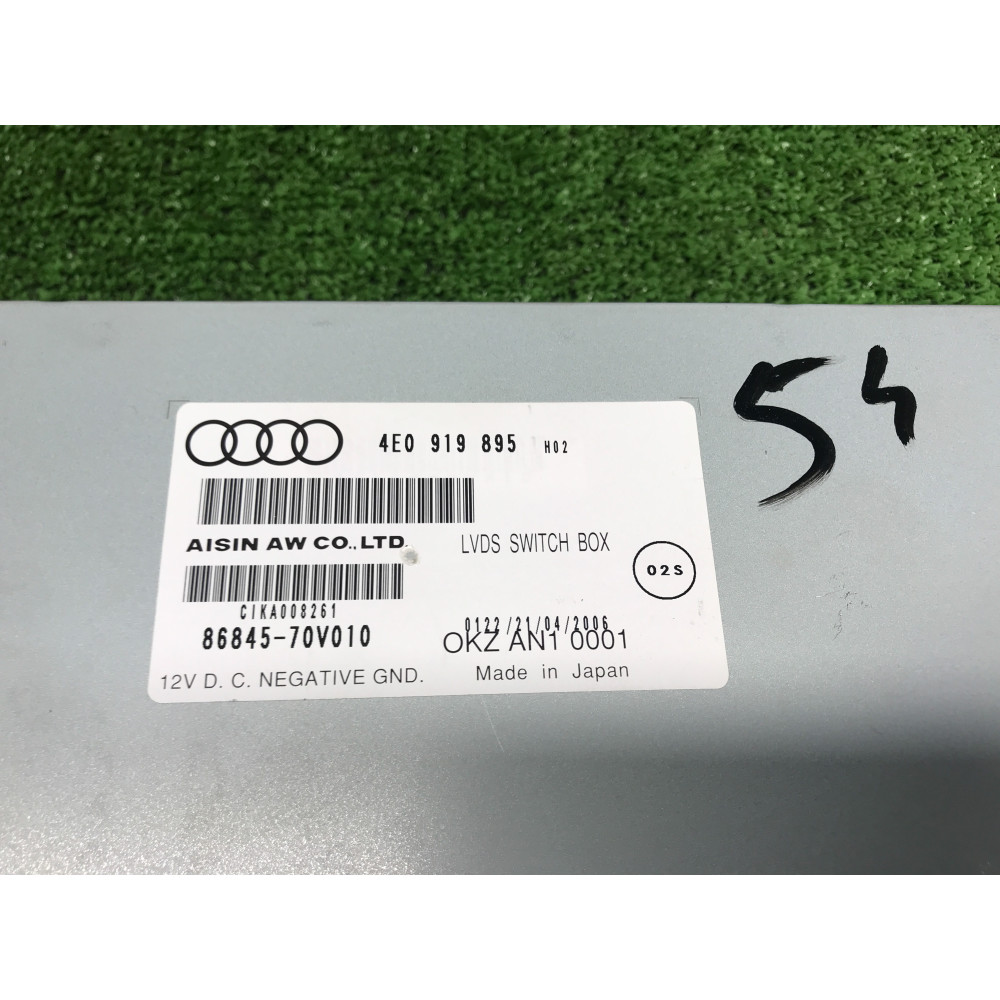 54
4E0 919 895 H02
AISIN AW CO.,LTD.
LVDS SWITCH BOX
02S
CIKA008261
0122/21/04/2006
86845-70V010
OKZ AN1 0001
12V D. C. NEGATIVE GND.
Made in Japan